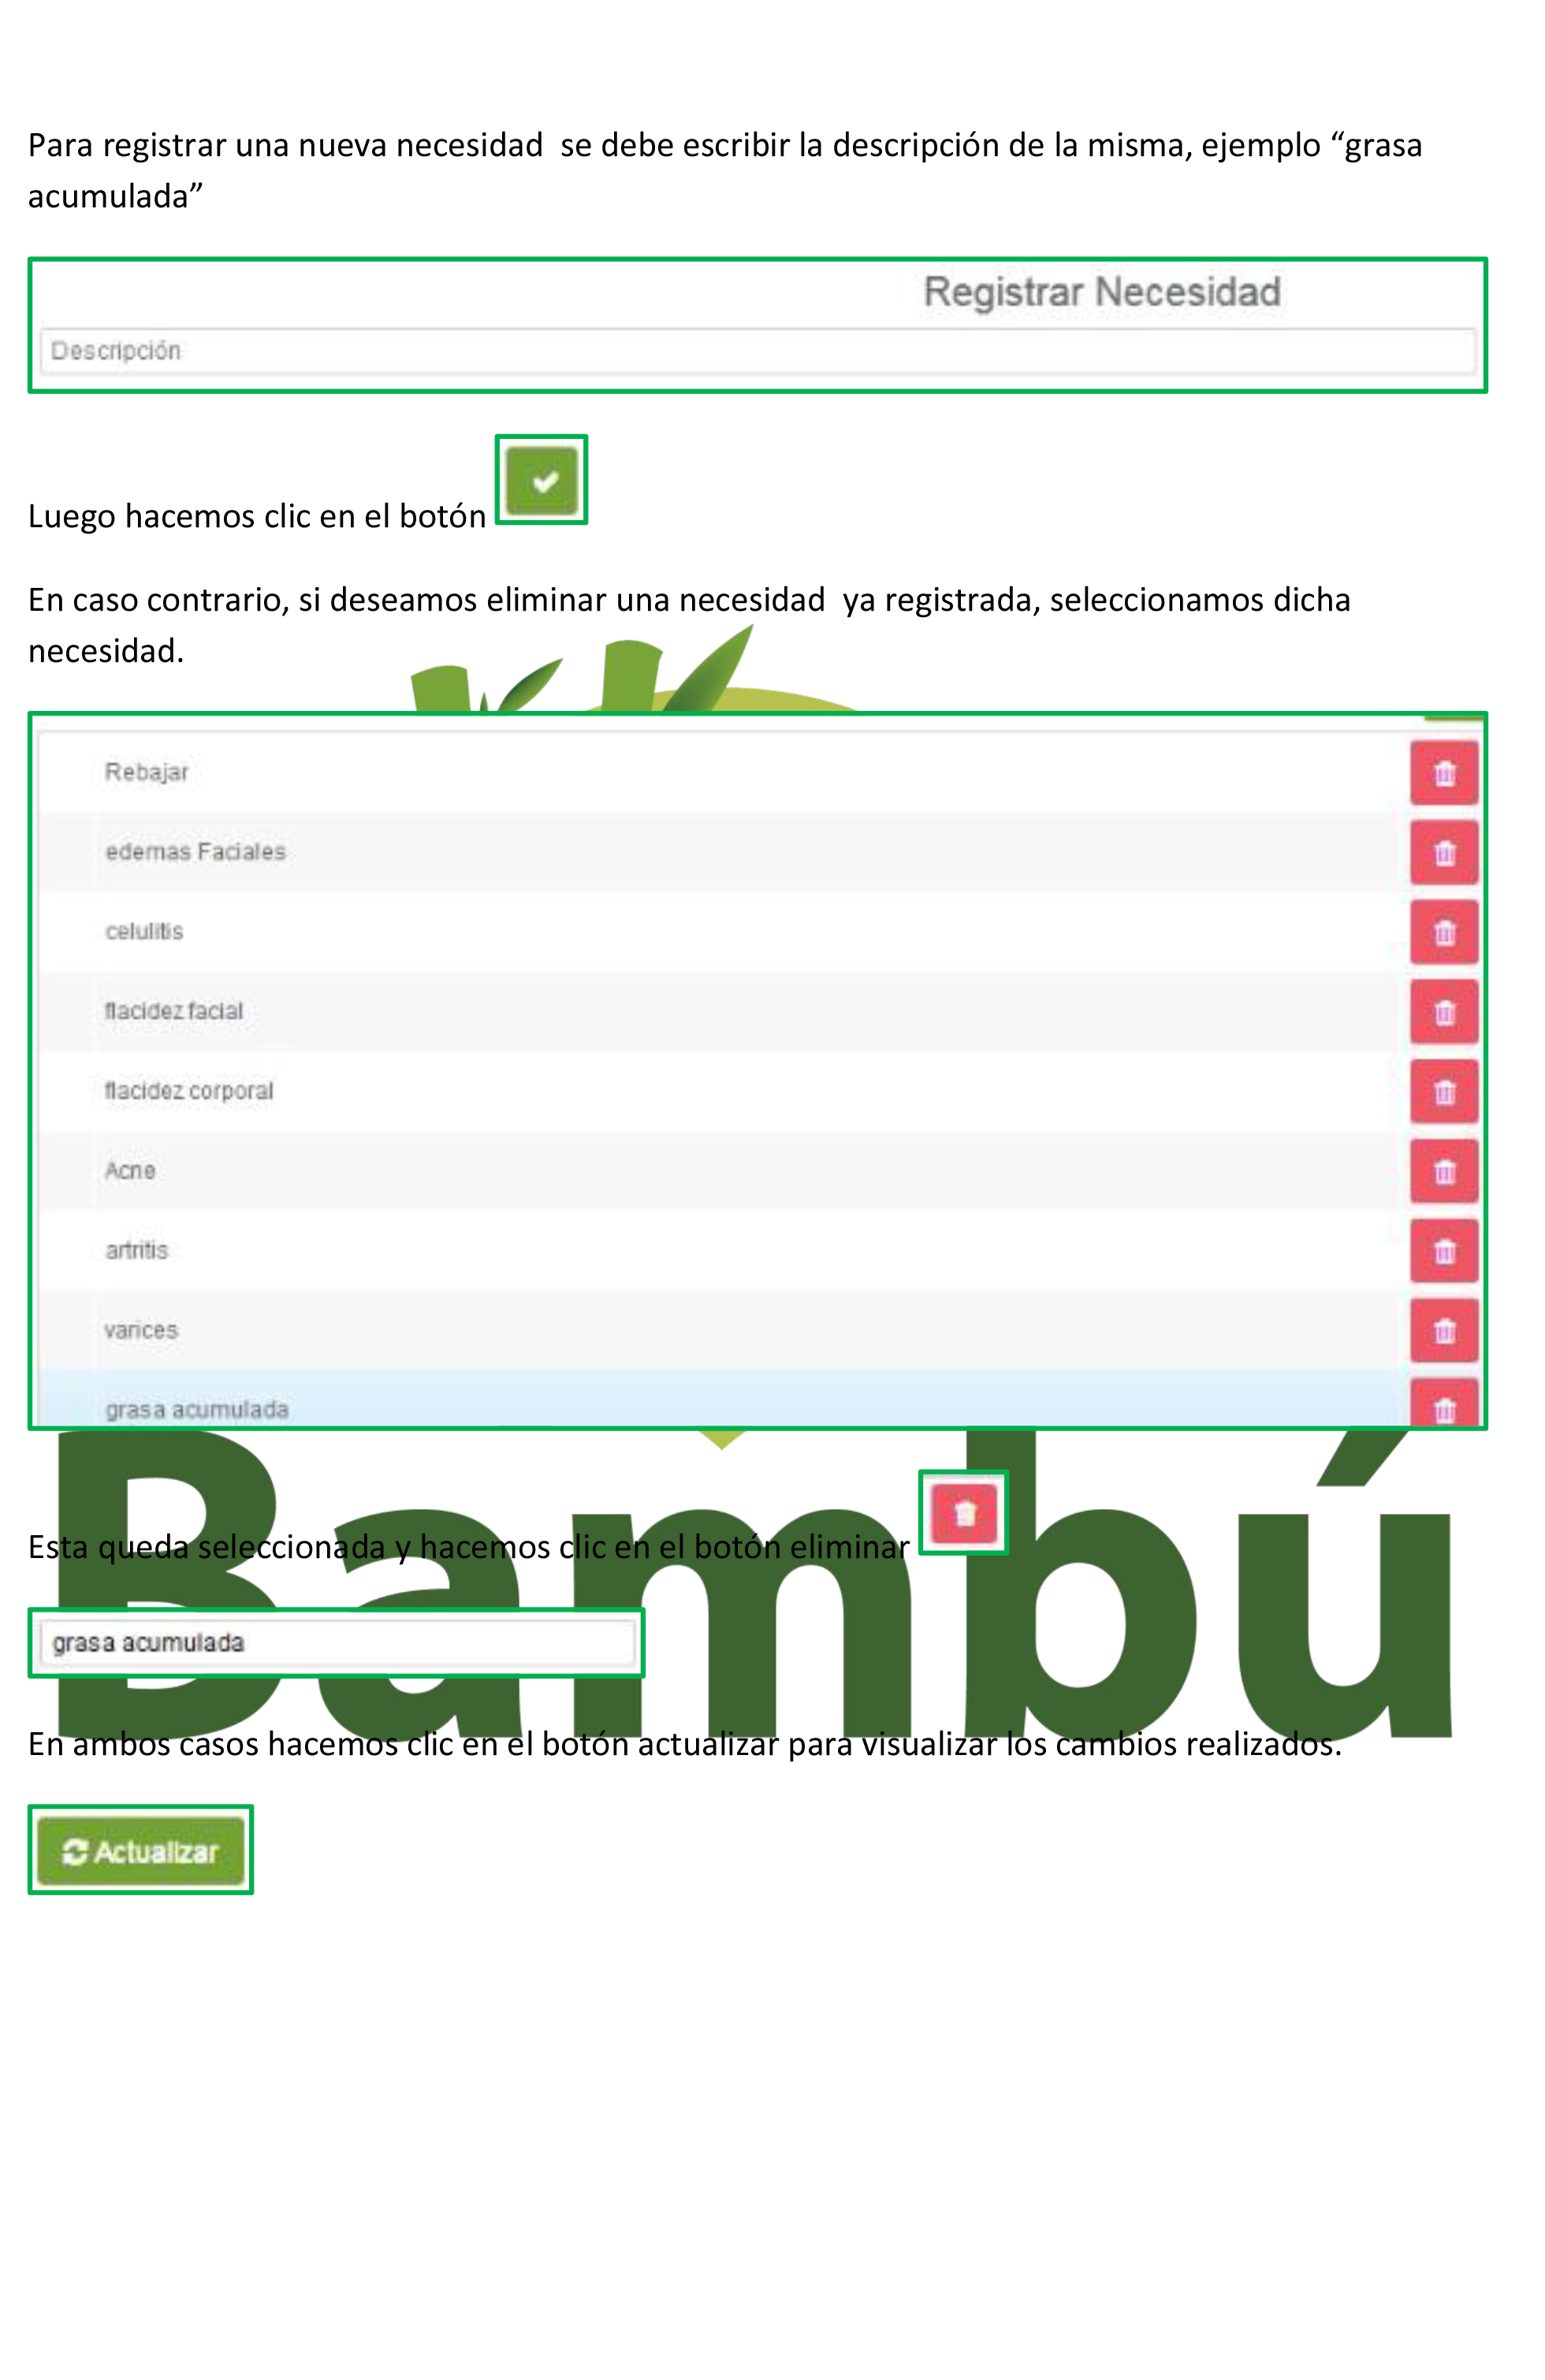 Para registrar una nueva necesidad  se debe escribir la descripción de la misma, ejemplo “grasa
acumulada”
Registrar Necesidad
Descripción
Luego hacemos clic en el botón
En caso contrario, si deseamos eliminar una necesidad  ya registrada, seleccionamos dicha
necesidad.
Rebajar
edemas Faciales
celulitis
flacidez facial
flacidez corporal
Acne
artritis
varices
grasa acumulada
Bambú
Esta queda seleccionada y hacemos clic en el botón eliminar
grasa acumulada
En ambos casos hacemos clic en el botón actualizar para visualizar los cambios realizados.
Actualizar